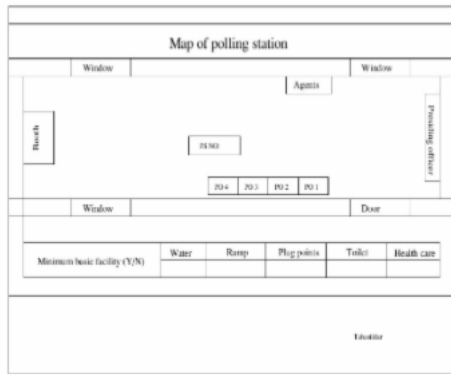 Map of polling station
Window Window
Agents
Booth
Presiding officer
PS NO.
PO 4 PO 3 PO 2 PO 1
Window Door
Minimum basic facility (Y/N) Water Ramp Plug points Toilet Health care